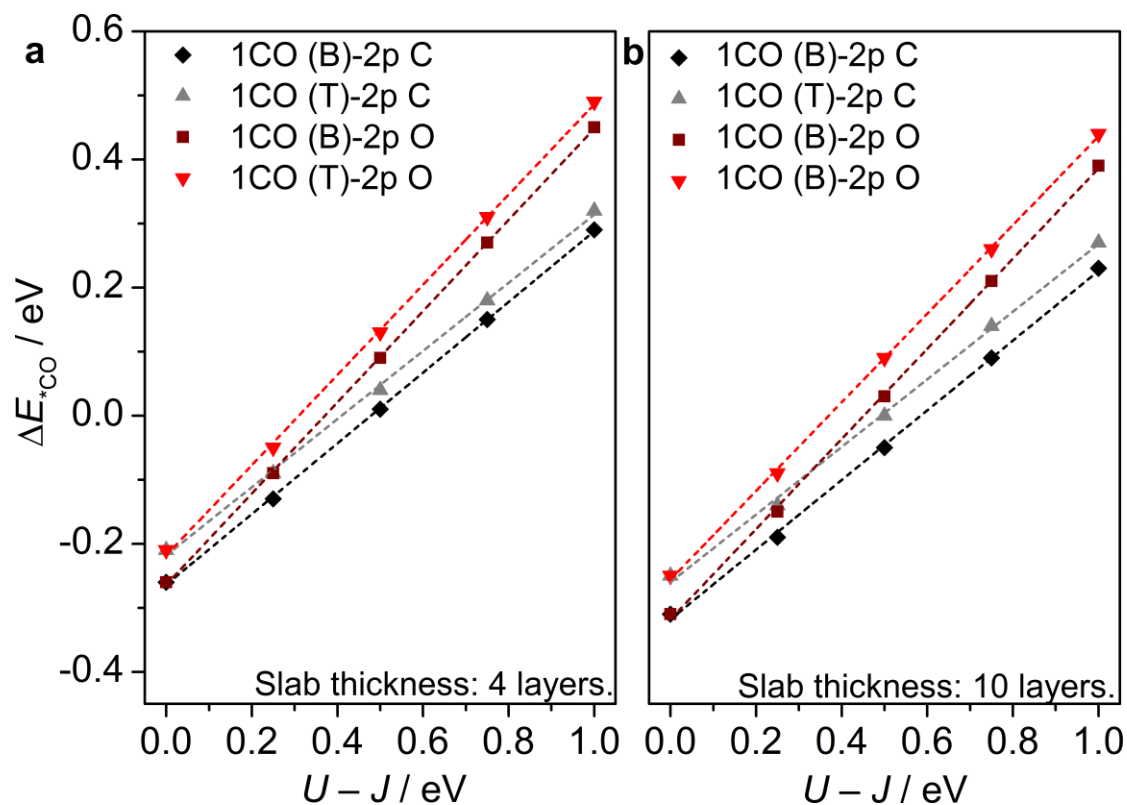 a
1CO (B)-2p C
1CO (T)-2p C
1CO (B)-2p O
1CO (T)-2p O
Slab thickness: 4 layers.
b
1CO (B)-2p C
1CO (T)-2p C
1CO (B)-2p O
1CO (B)-2p O
Slab thickness: 10 layers.
ΔE*CO / eV
0.6
0.4
0.2
0.0
-0.2
-0.4
0.0 0.2 0.4 0.6 0.8 1.0
0.0 0.2 0.4 0.6 0.8 1.0
U – J / eV
U – J / eV